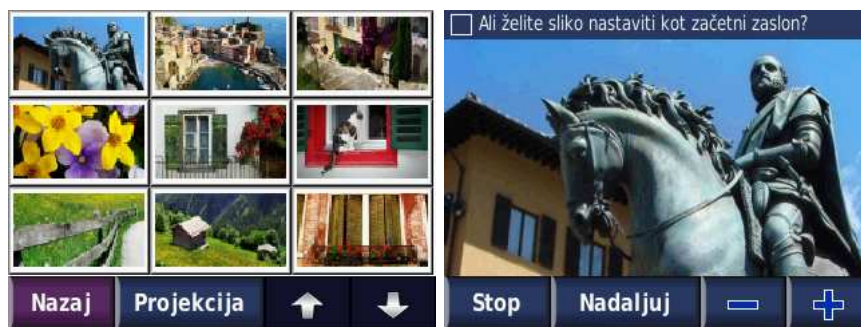 Ali želite sliko nastaviti kot začetni zaslon?
Nazaj
Projekcija
Stop
Nadaljuj